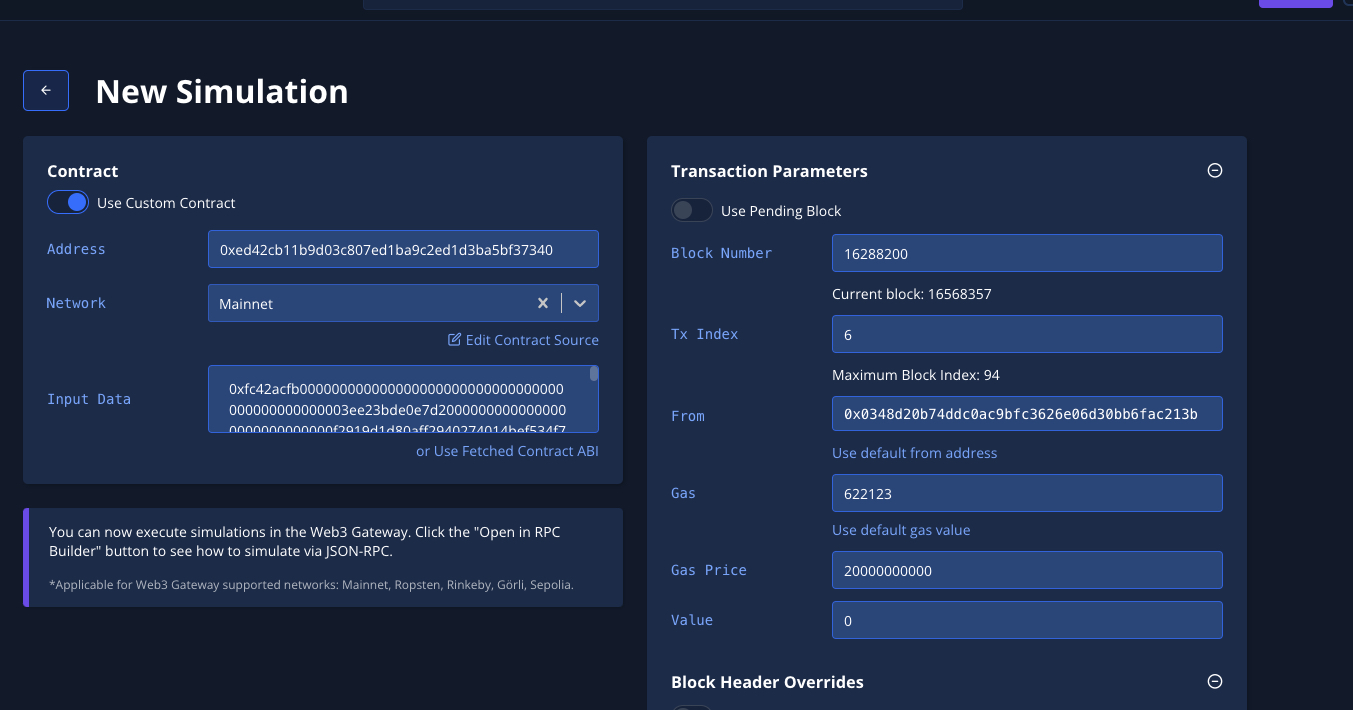 New Simulation
Contract
Use Custom Contract
Address
0xed42cb11b9d03c807ed1ba9c2ed1d3ba5bf37340
Network
Mainnet
Edit Contract Source
Input Data
0xfc42acfb00000000000000000000000000000000
000000000000003ee23bde0e7d2000000000000000
0000000000000f2919d1d80aff2940274014bef534f7
or Use Fetched Contract ABI
You can now execute simulations in the Web3 Gateway. Click the "Open in RPC
Builder" button to see how to simulate via JSON-RPC.
*Applicable for Web3 Gateway supported networks: Mainnet, Ropsten, Rinkeby, Görli, Sepolia.
Transaction Parameters
Use Pending Block
Block Number
16288200
Current block: 16568357
Tx Index
6
Maximum Block Index: 94
From
0x0348d20b74ddc0ac9bfc3626e06d30bb6fac213b
Use default from address
Gas
622123
Use default gas value
Gas Price
20000000000
Value
0
Block Header Overrides